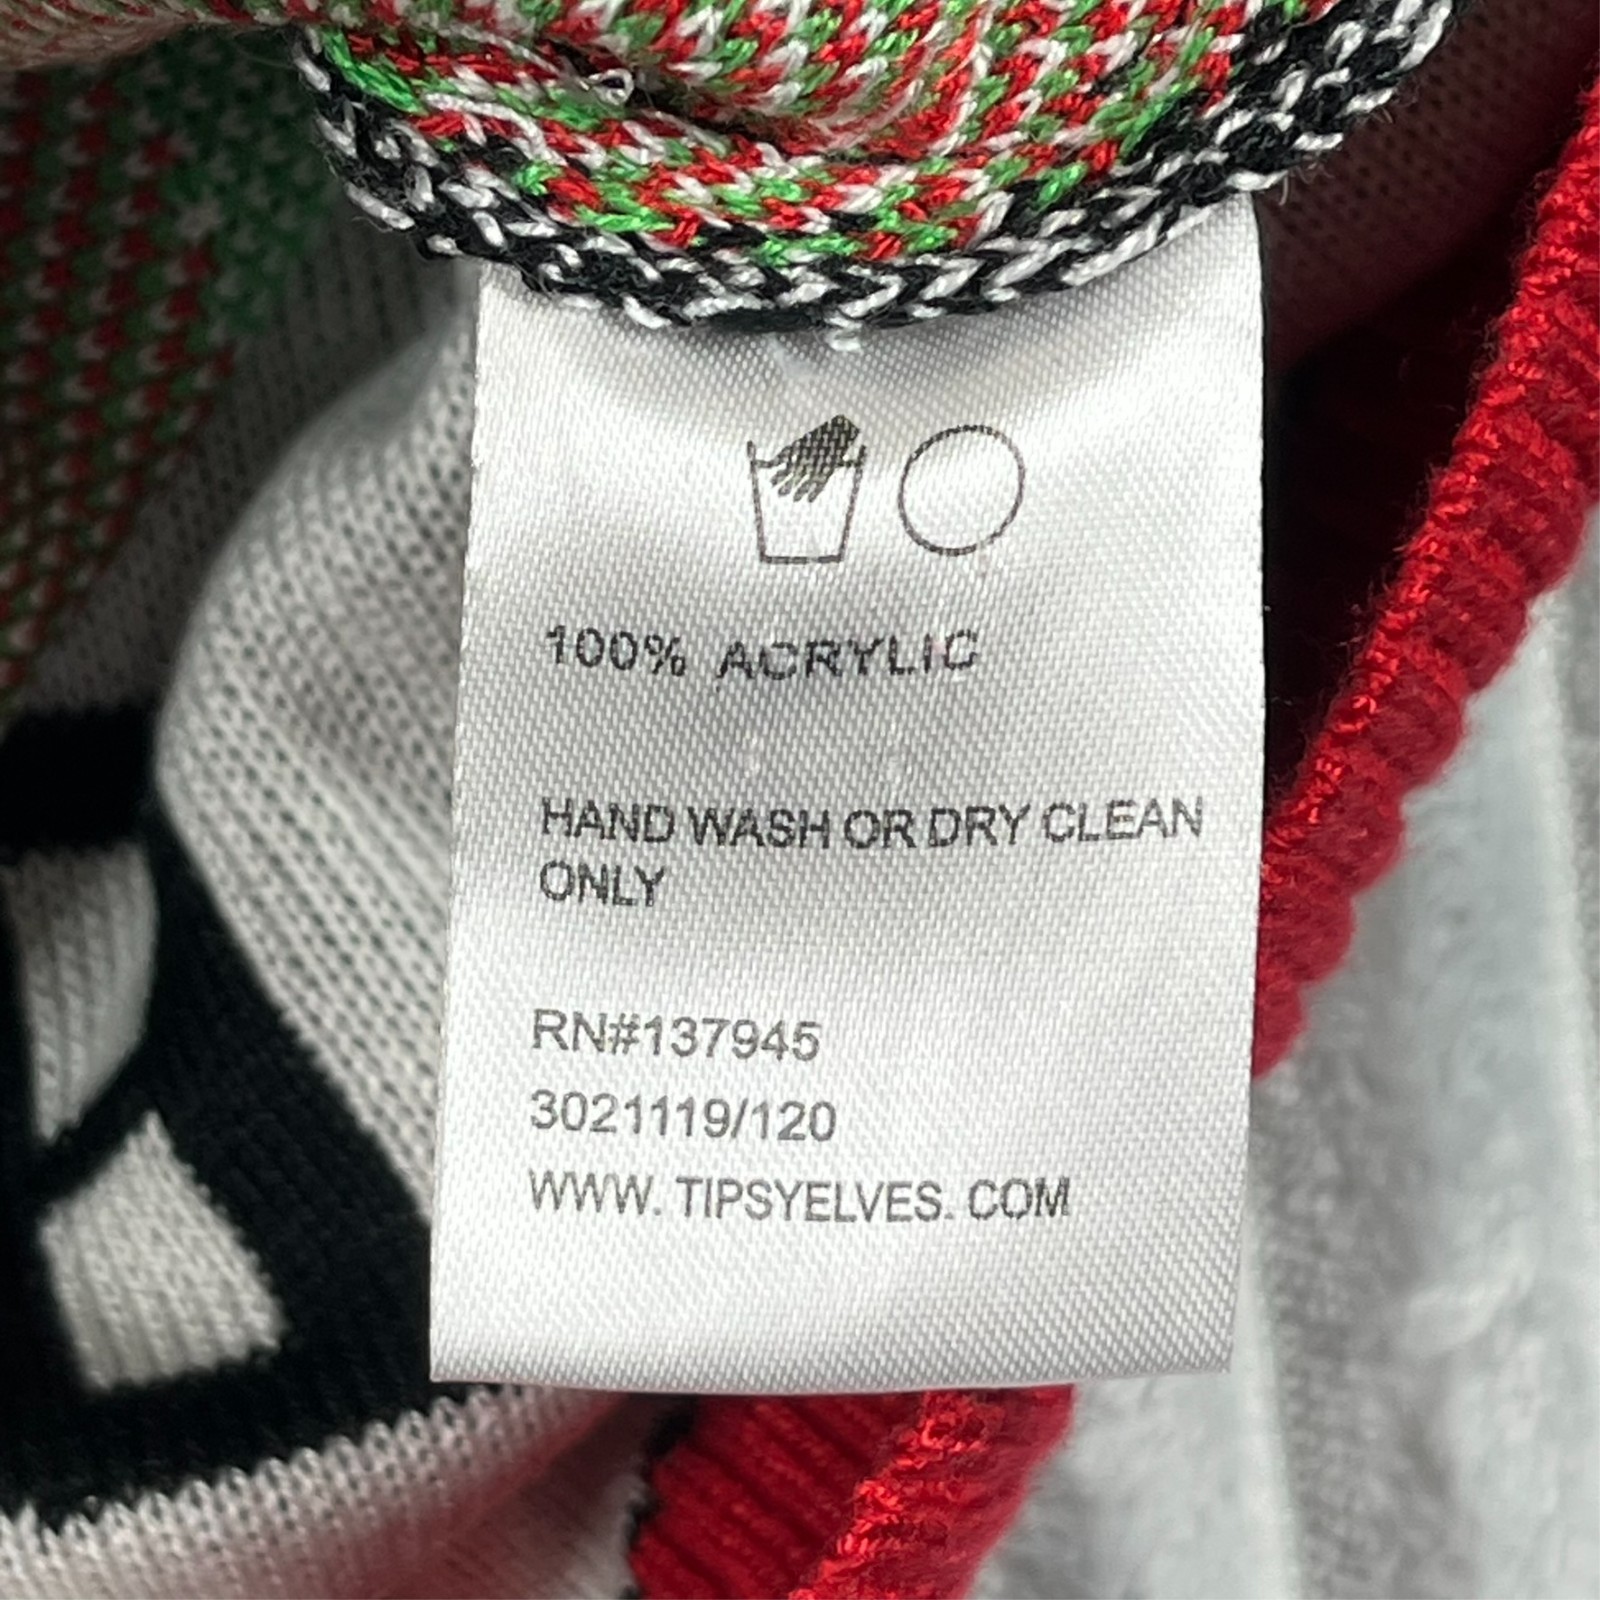 100% ACRYLIC
HAND WASH OR DRY CLEAN
ONLY
RN#137945
3021119/120
WWW. TIPSYELVES. COM